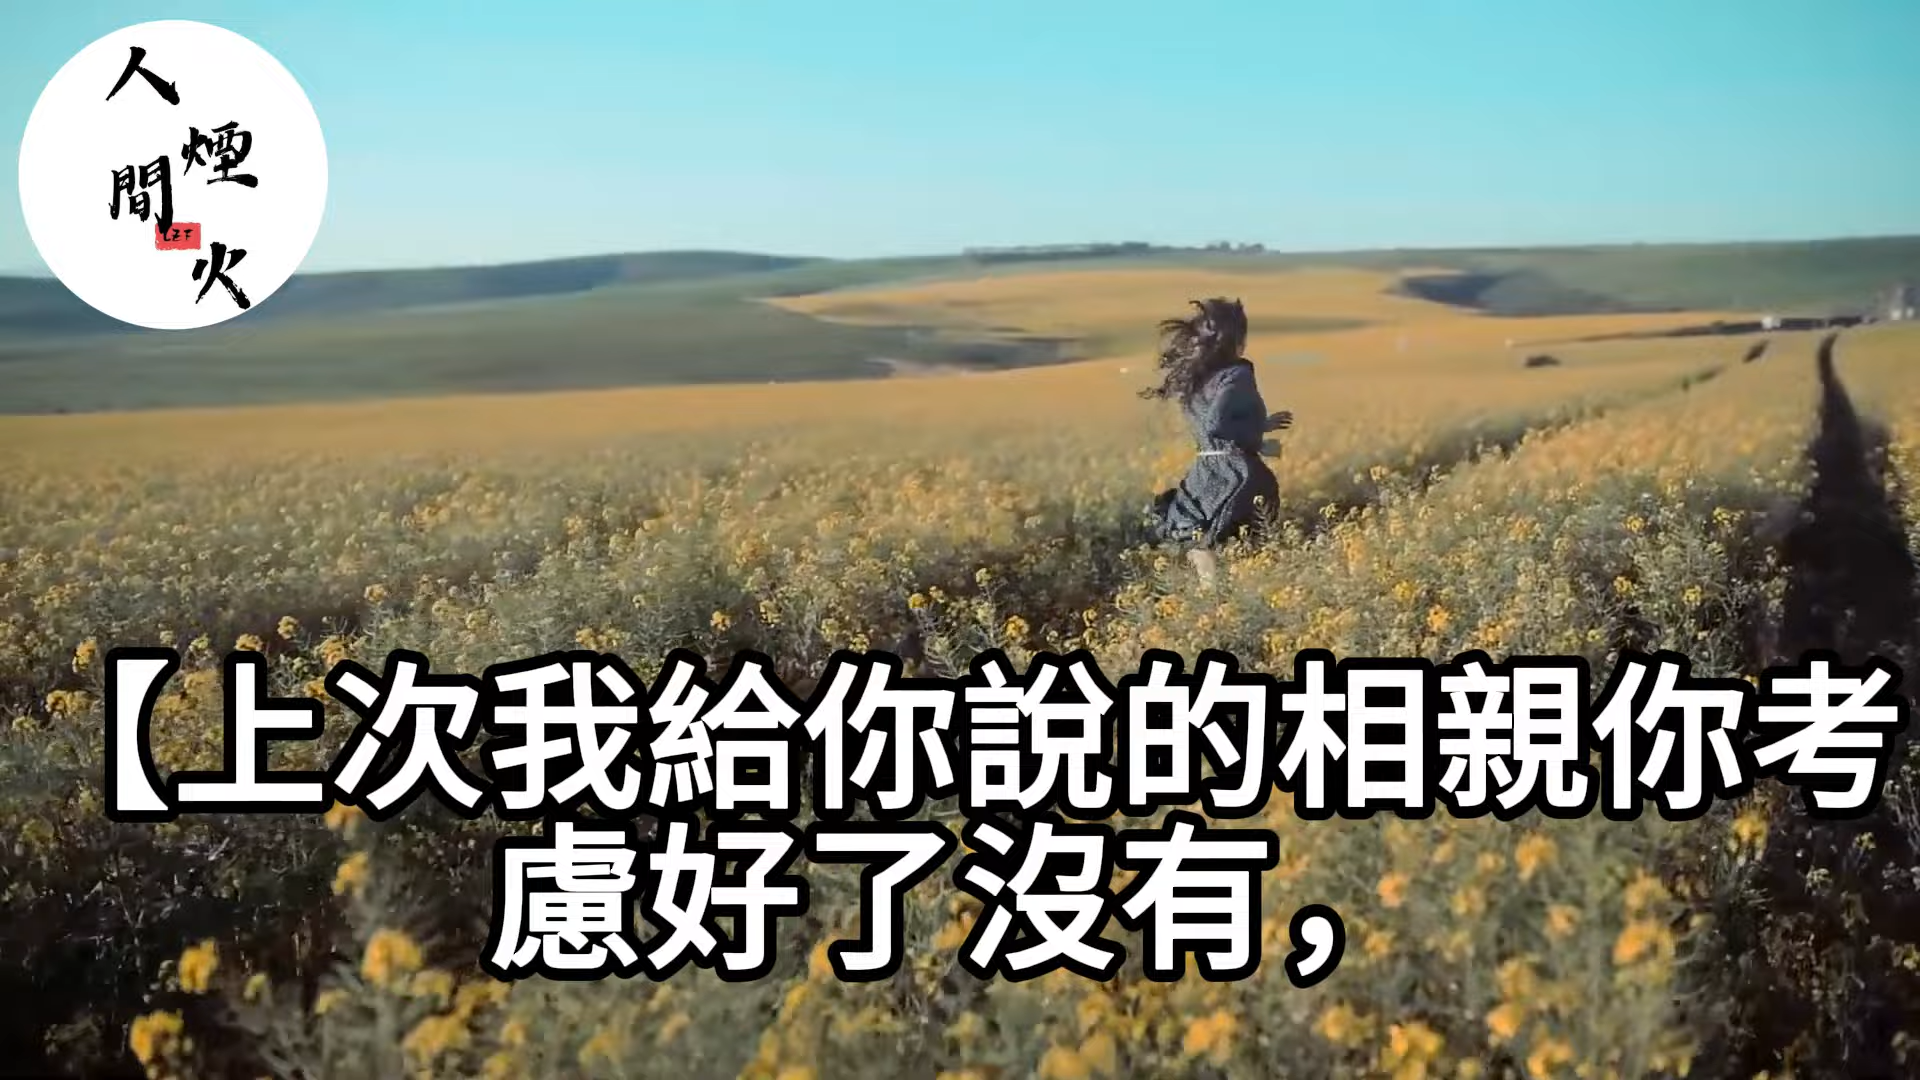 人間煙火
【上次我給你說的相親你考
慮好了沒有，